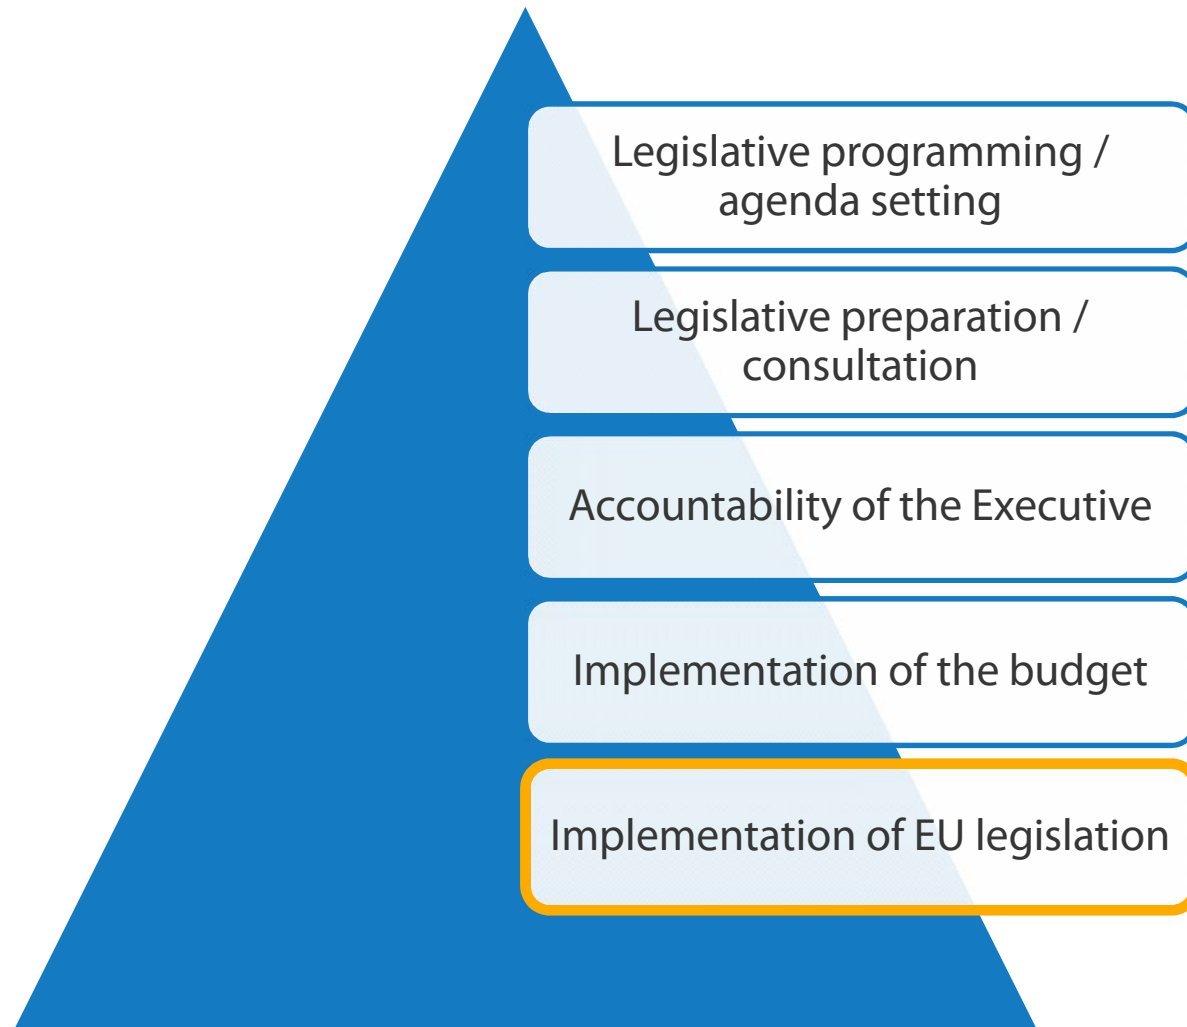 Legislative programming /
agenda setting
Legislative preparation /
consultation
Accountability of the Executive
Implementation of the budget
Implementation of EU legislation